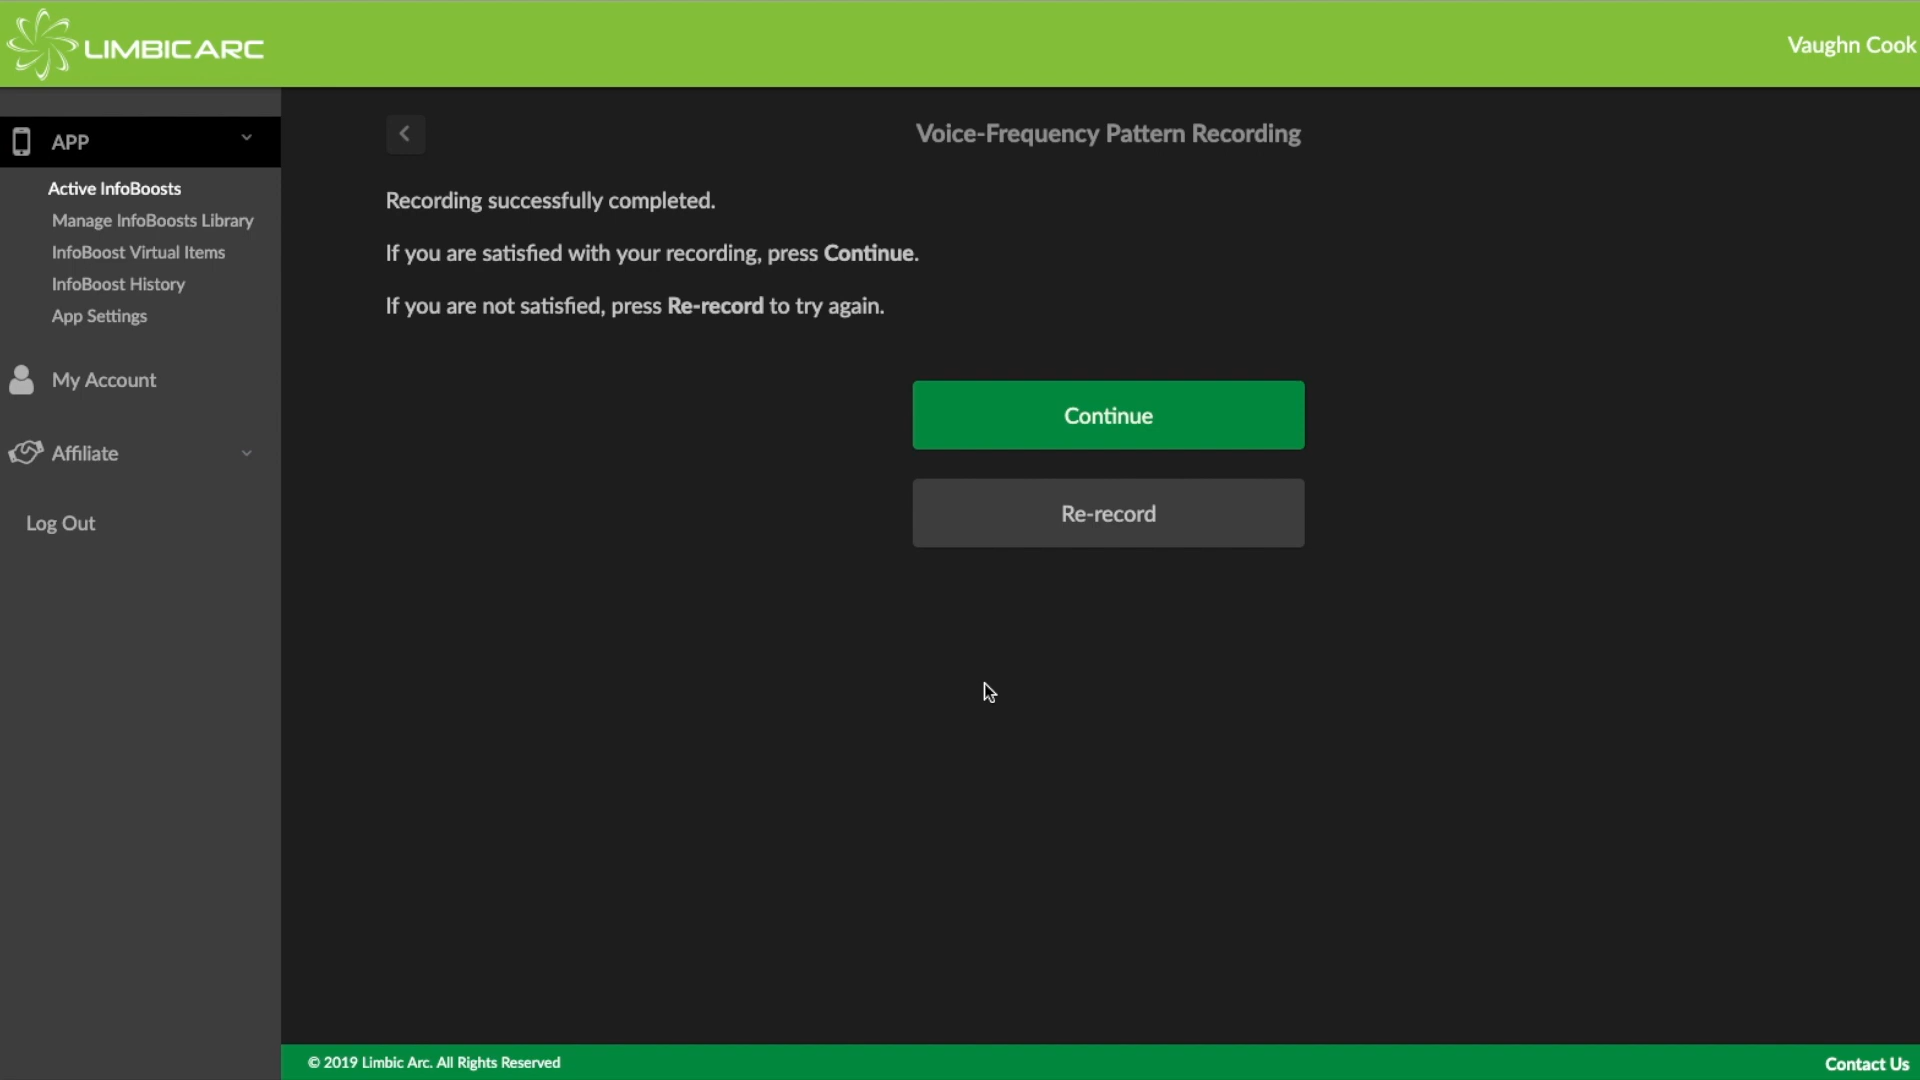 LIMBIC ARC
Vaughn Cook
APP
Active InfoBoosts
Manage InfoBoosts Library
InfoBoost Virtual Items
InfoBoost History
App Settings
My Account
Affiliate
Log Out
Voice-Frequency Pattern Recording
Recording successfully completed.
If you are satisfied with your recording, press Continue.
If you are not satisfied, press Re-record to try again.
Continue
Re-record
© 2019 Limbic Arc. All Rights Reserved
Contact Us